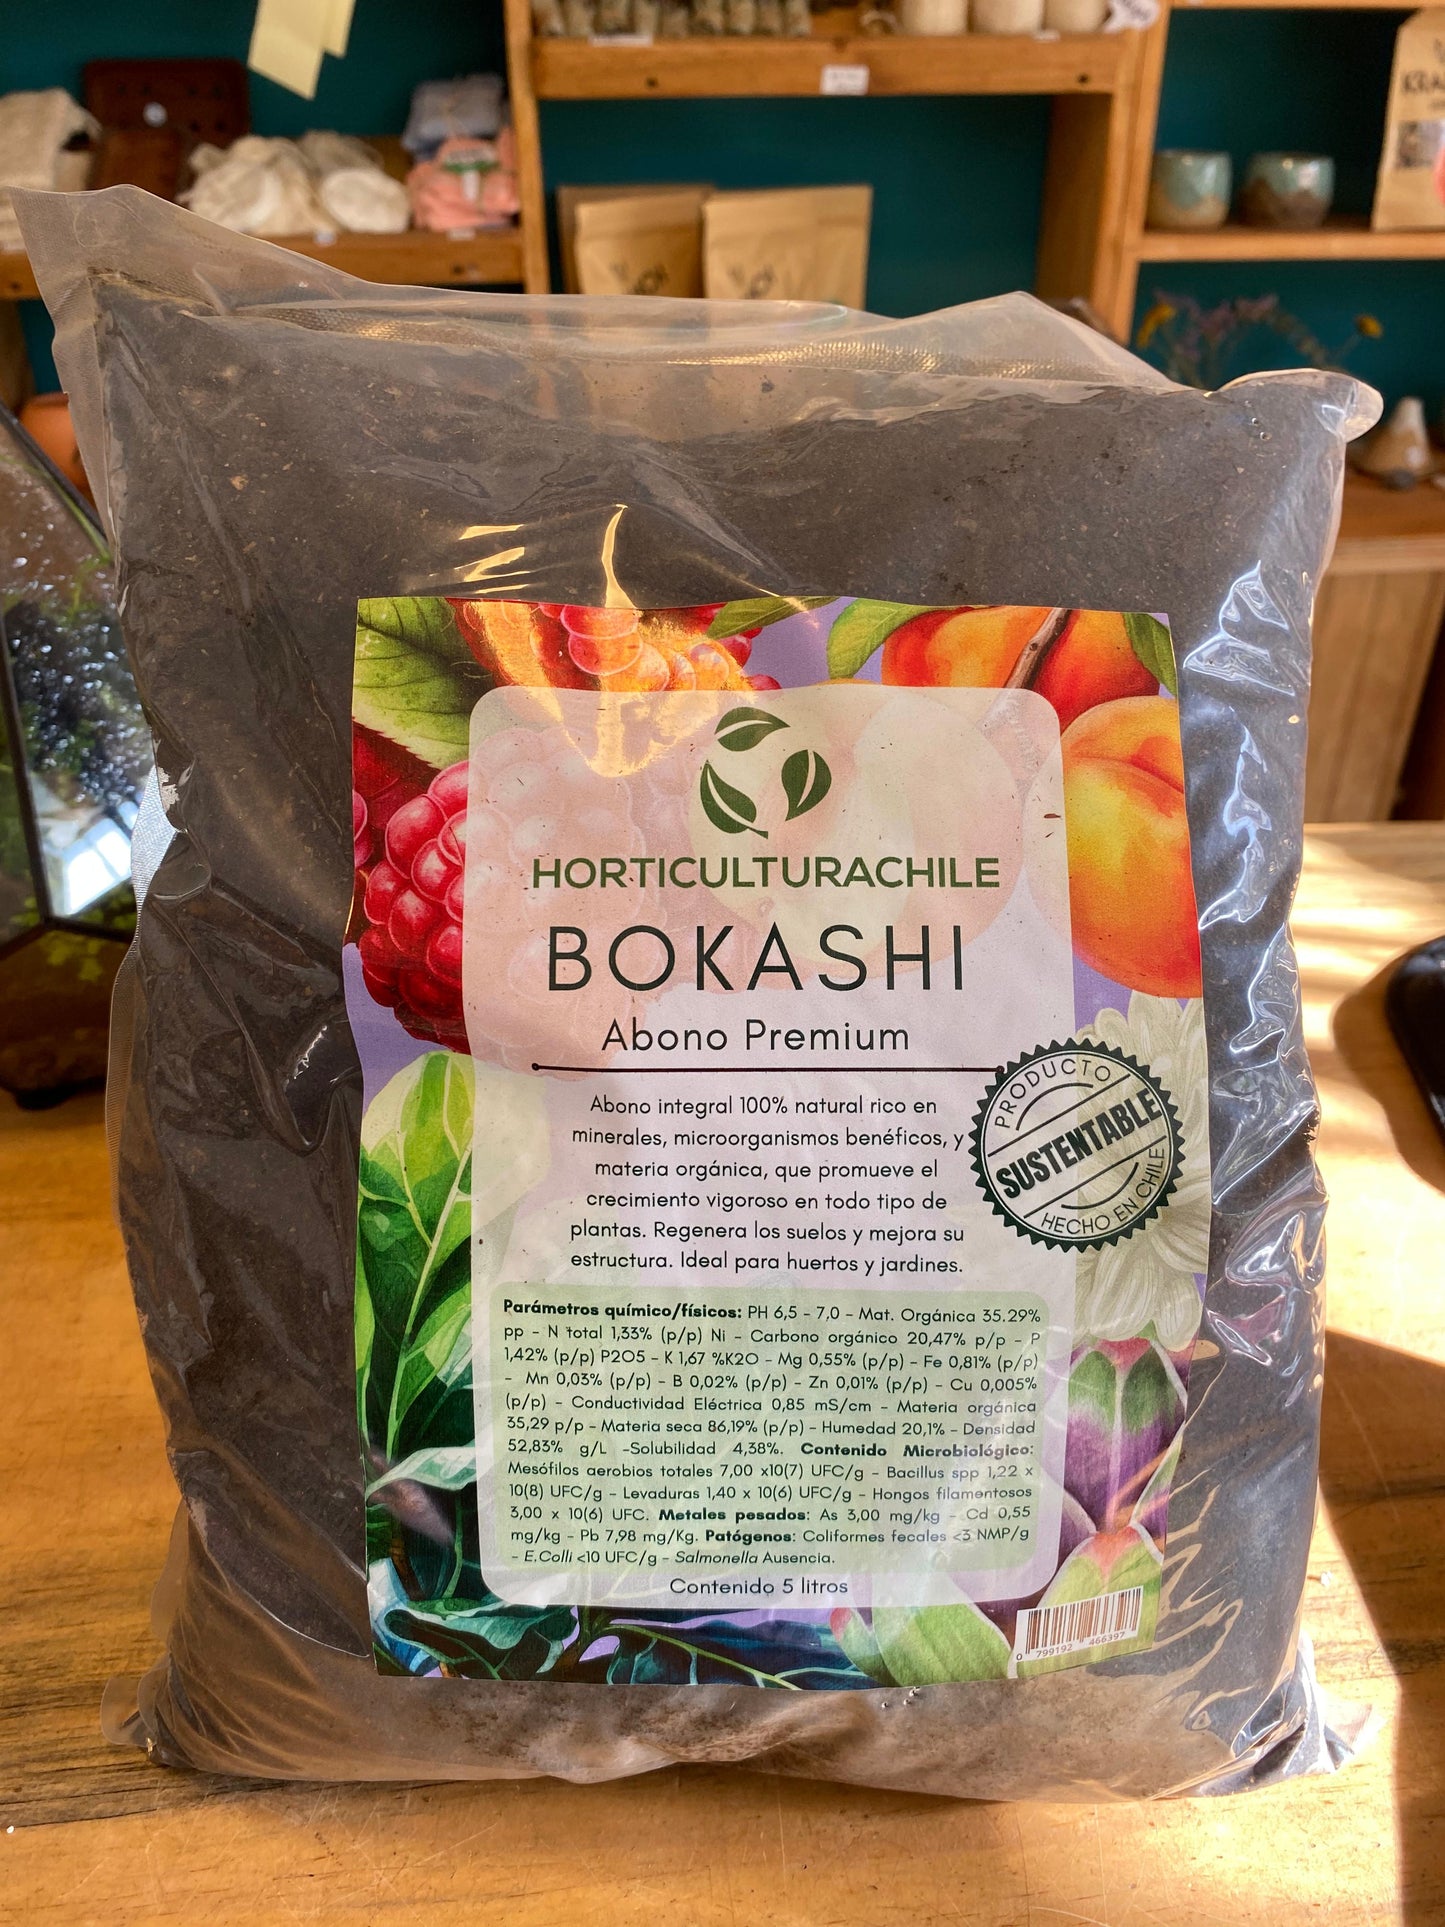 HORTICULTURACHILE
BOKASHI
Abono Premium
Abono integral 100% natural rico en
minerales, microorganismos benéficos, y
materia orgánica, que promueve el
crecimiento vigoroso en todo tipo de
plantas. Regenera los suelos y mejora su
estructura. Ideal para huertos y jardines.
PRODUCTO
SUSTENTABLE
HECHO EN CHILE
Parámetros químico/físicos: PH 6,5 - 7,0 - Mat. Orgánica 35.29%
pp - N total 1,33% (p/p) Ni - Carbono orgánico 20,47% p/p - P
1,42% (p/p) P2O5 - K 1,67 %K2O - Mg 0,55% (p/p) - Fe 0,81% (p/p)
- Mn 0,03% (p/p) - B 0,02% (p/p) - Zn 0,01% (p/p) - Cu 0,005%
(p/p) - Conductividad Eléctrica 0,85 mS/cm - Materia orgánica
35,29 p/p - Materia seca 86,19% (p/p) - Humedad 20,1% - Densidad
52,83% g/L -Solubilidad 4,38%. Contenido Microbiológico:
Mesófilos aerobios totales 7,00 x10(7) UFC/g - Bacillus spp 1,22 x
10(8) UFC/g - Levaduras 1,40 x 10(6) UFC/g - Hongos filamentosos
3,00 x 10(6) UFC. Metales pesados: As 3,00 mg/kg - Cd 0,55
mg/kg - Pb 7,98 mg/Kg. Patógenos: Coliformes fecales <3 NMP/g
- E.Colli <10 UFC/g - Salmonella Ausencia.
Contenido 5 litros
0 799192 466397